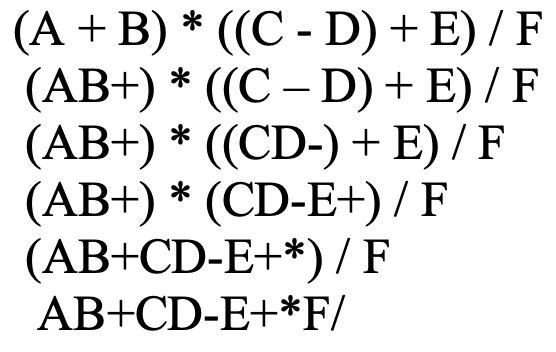 (A + B) * ((C - D) + E) / F
(AB+) * ((C – D) + E) / F
(AB+) * ((CD-) + E) / F
(AB+) * (CD-E+) / F
(AB+CD-E+*) / F
AB+CD-E+*F/